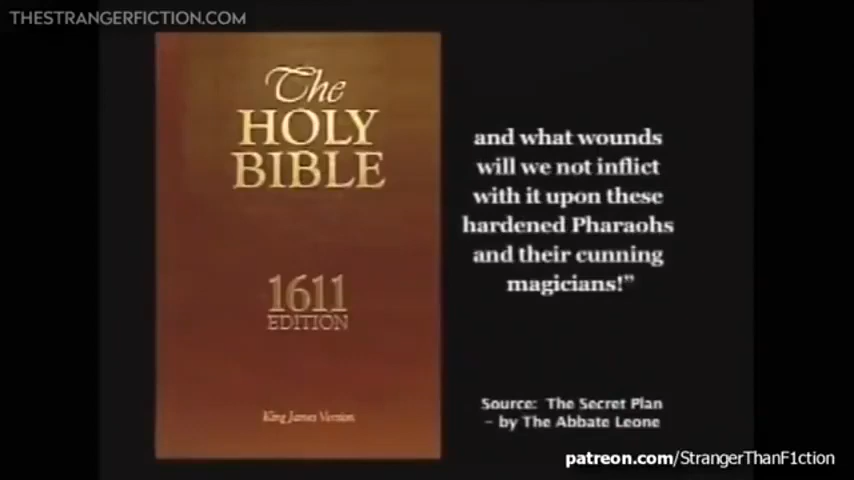 THESTRANGERFICTION.COM
The
HOLY
BIBLE
1611
EDITION
King James Version
and what wounds
will we not inflict
with it upon these
hardened Pharaohs
and their cunning
magicians!”
Source: The Secret Plan
- by The Abbate Leone
patreon.com/StrangerThanF1ction